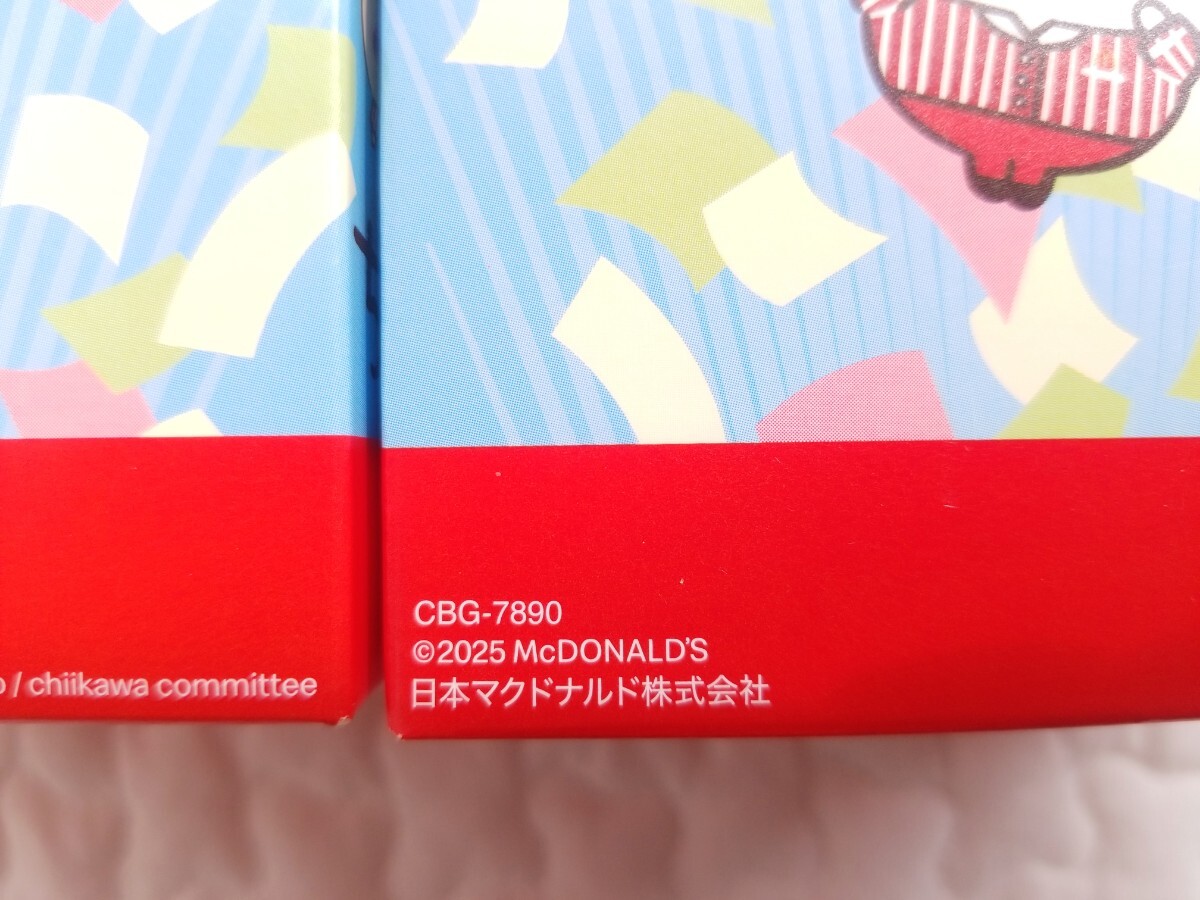 / chiikawa committee
CBG-7890
©2025 McDONALD'S
日本マクドナルド株式会社